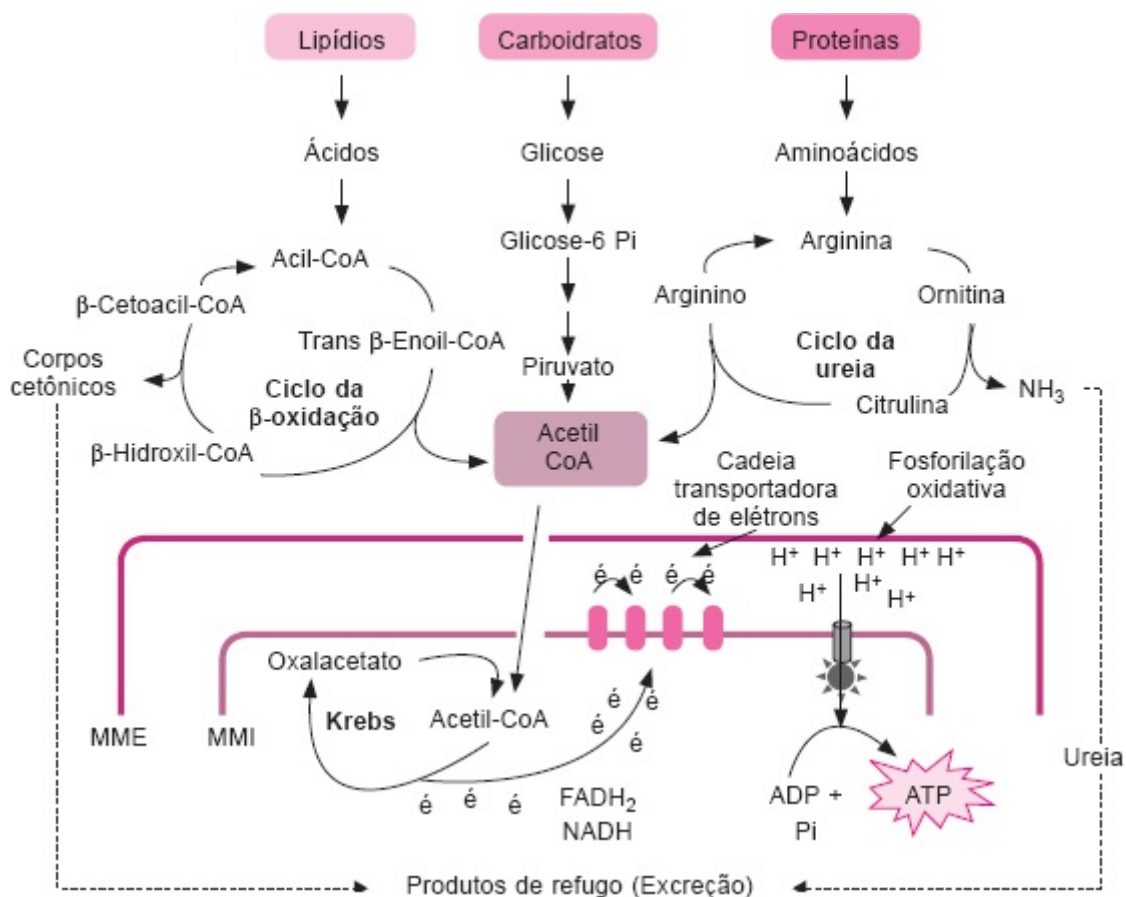 Lipídios
Carboidratos
Proteínas
Ácidos
Glicose
Aminoácidos
Acil-CoA
Glicose-6 Pi
Arginina
β-Cetoacil-CoA
Arginino
Ornitina
Trans β-Enoil-CoA
Ciclo da
ureia
Corpos
cetônicos
Piruvato
Ciclo da
β-oxidação
NH₃
Citrulina
β-Hidroxil-CoA
Acetil
CoA
Cadeia
transportadora
de elétrons
Fosforilação
oxidativa
H⁺ H⁺ H⁺ H⁺ H⁺
é é é é
H⁺ H⁺ H⁺
Oxalacetato
Krebs
Acetil-CoA
é é
é é
MME
MMI
Ureia
é é é
FADH₂
NADH
ADP +
Pi
ATP
Produtos de refugo (Excreção)